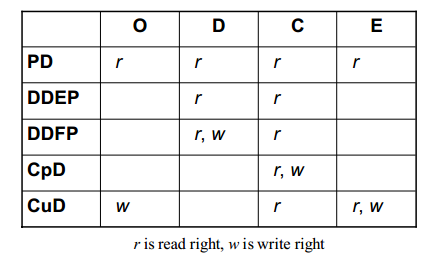 O D C E
PD r r r r
DDEP r r
DDFP r, w r
CpD r, w
CuD w r r, w
r is read right, w is write right